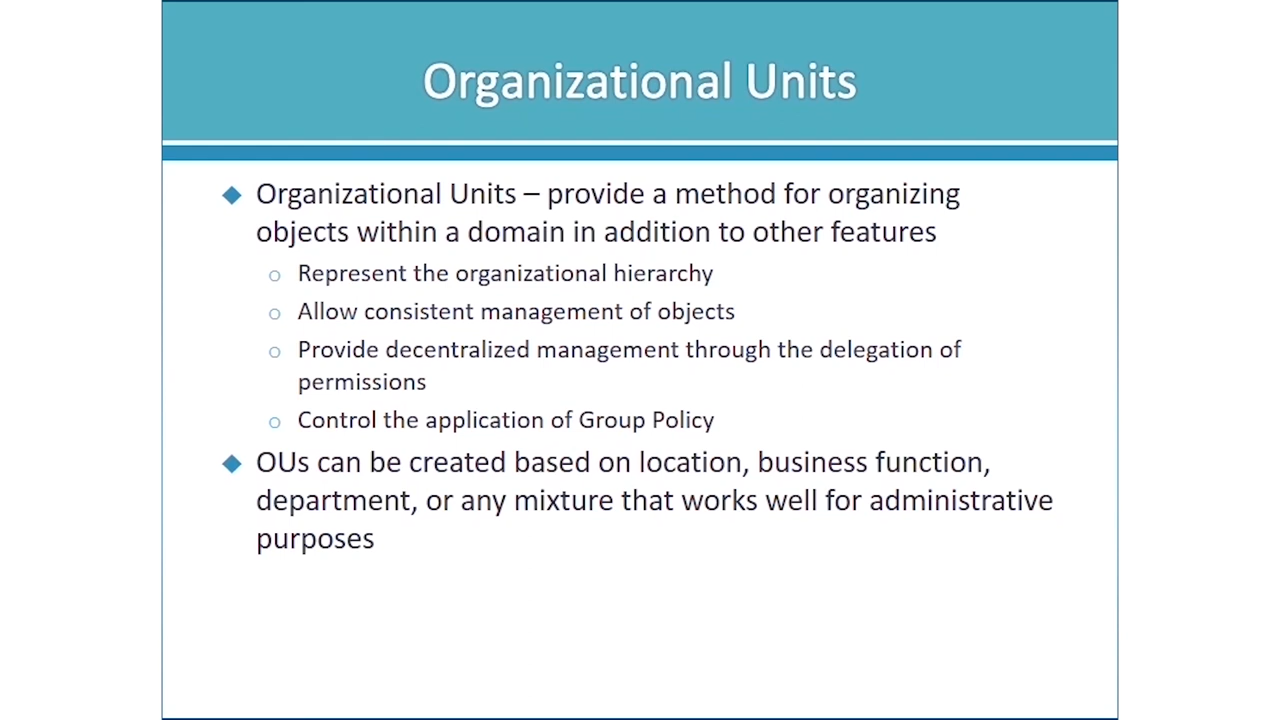 Organizational Units
Organizational Units – provide a method for organizing
objects within a domain in addition to other features
Represent the organizational hierarchy
Allow consistent management of objects
Provide decentralized management through the delegation of
permissions
Control the application of Group Policy
OUs can be created based on location, business function,
department, or any mixture that works well for administrative
purposes